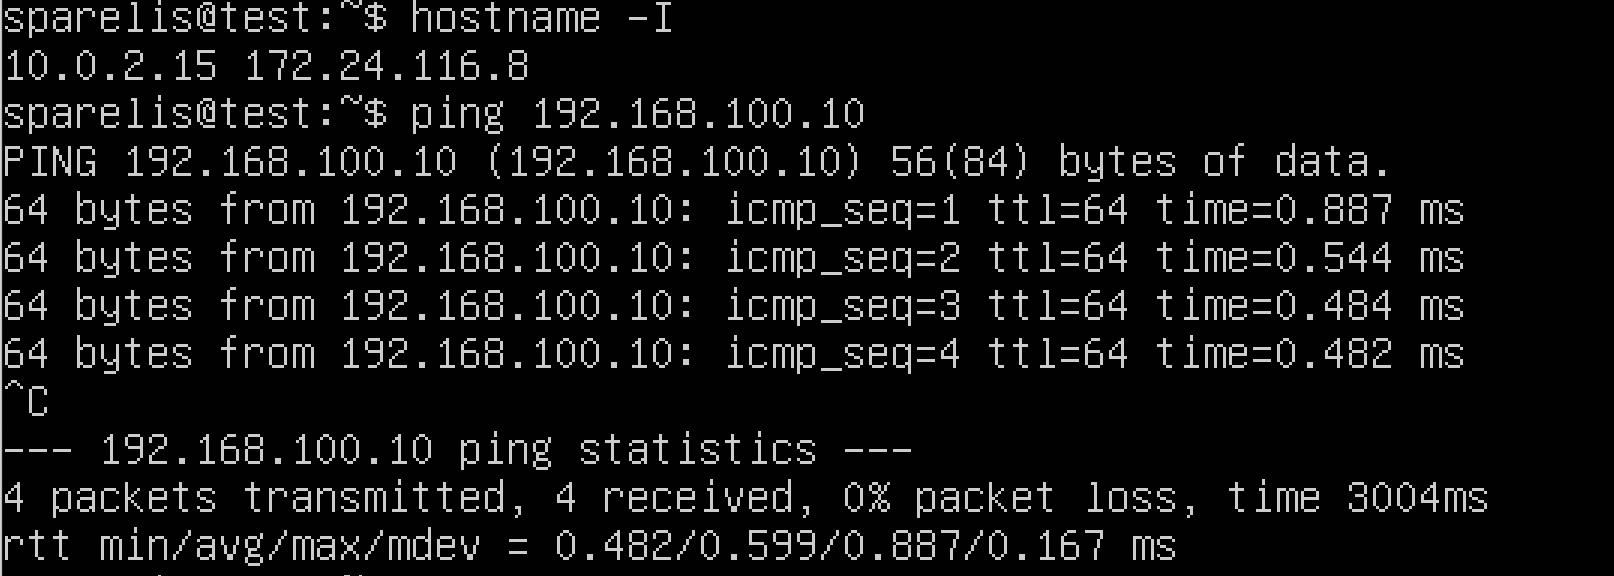 sparelis@test:~$ hostname -I
10.0.2.15 172.24.116.8
sparelis@test:~$ ping 192.168.100.10
PING 192.168.100.10 (192.168.100.10) 56(84) bytes of data.
64 bytes from 192.168.100.10: icmp_seq=1 ttl=64 time=0.887 ms
64 bytes from 192.168.100.10: icmp_seq=2 ttl=64 time=0.544 ms
64 bytes from 192.168.100.10: icmp_seq=3 ttl=64 time=0.484 ms
64 bytes from 192.168.100.10: icmp_seq=4 ttl=64 time=0.482 ms
^C
--- 192.168.100.10 ping statistics ---
4 packets transmitted, 4 received, 0% packet loss, time 3004ms
rtt min/avg/max/mdev = 0.482/0.599/0.887/0.167 ms